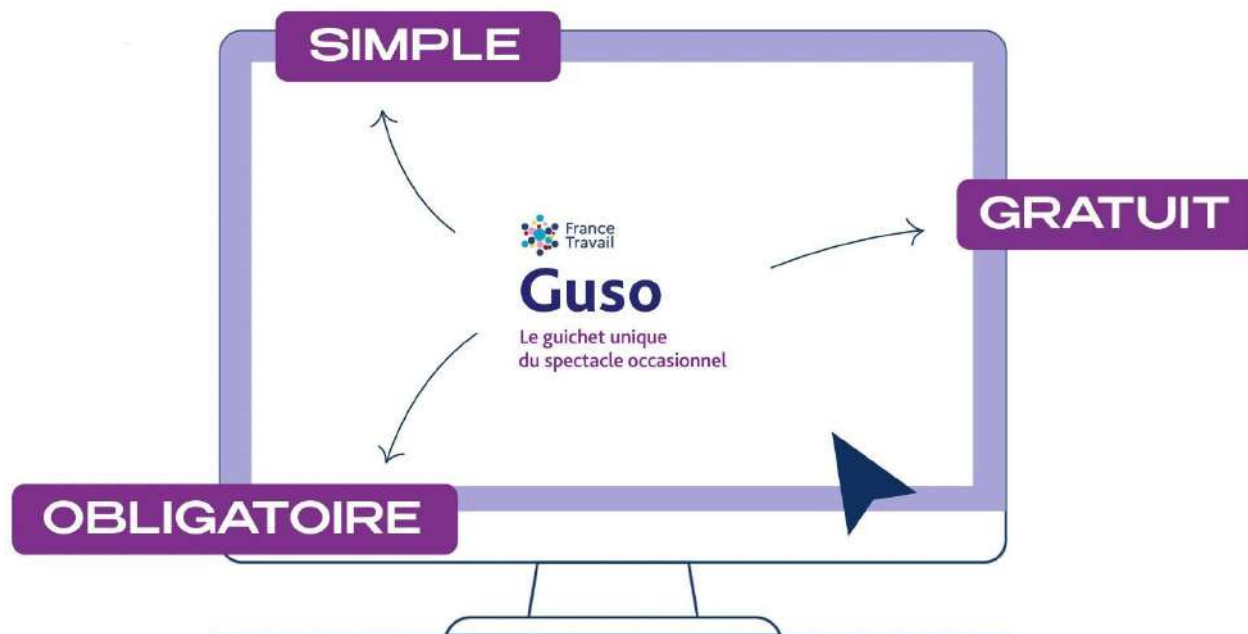 SIMPLE
GRATUIT
France
Travail
Guso
Le guichet unique
du spectacle occasionnel
OBLIGATOIRE